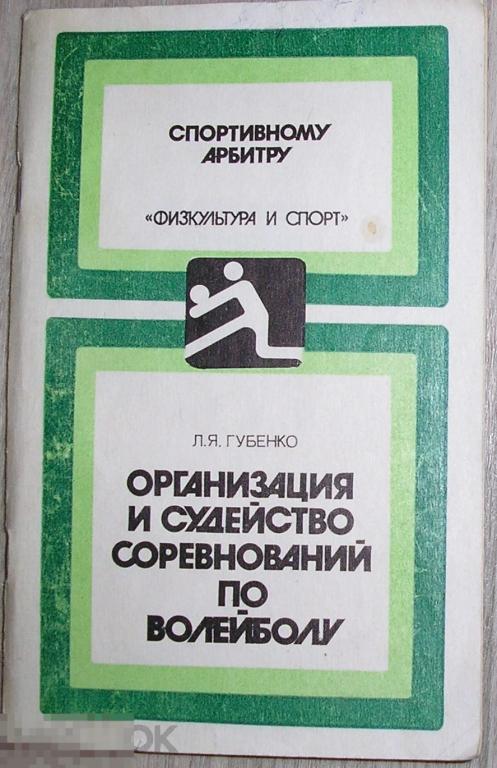 СПОРТИВНОМУ
АРБИТРУ
«ФИЗКУЛЬТУРА И СПОРТ»
Л.Я. ГУБЕНКО
ОРГАНИЗАЦИЯ
И СУДЕЙСТВО
СОРЕВНОВАНИЙ
ПО
ВОЛЕЙБОЛУ